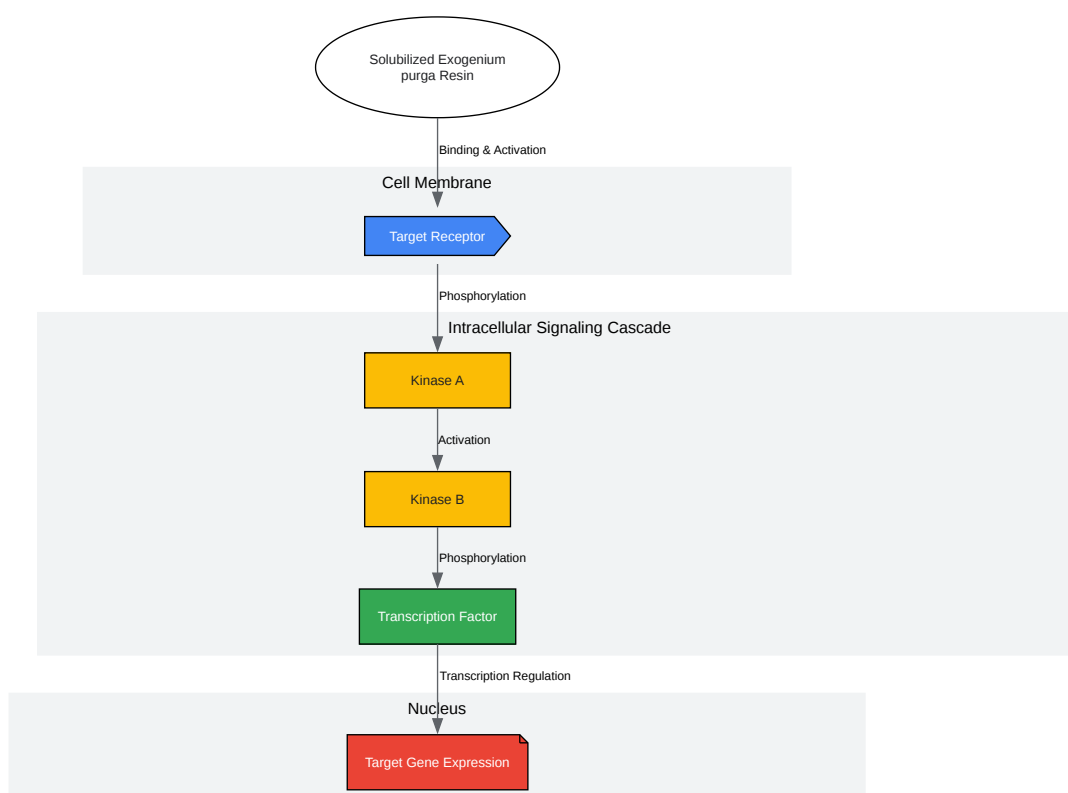 Solubilized Exogenium
purga Resin
Binding & Activation
Cell Membrane
Target Receptor
Phosphorylation
Intracellular Signaling Cascade
Kinase A
Activation
Kinase B
Phosphorylation
Transcription Factor
Transcription Regulation
Nucleus
Target Gene Expression